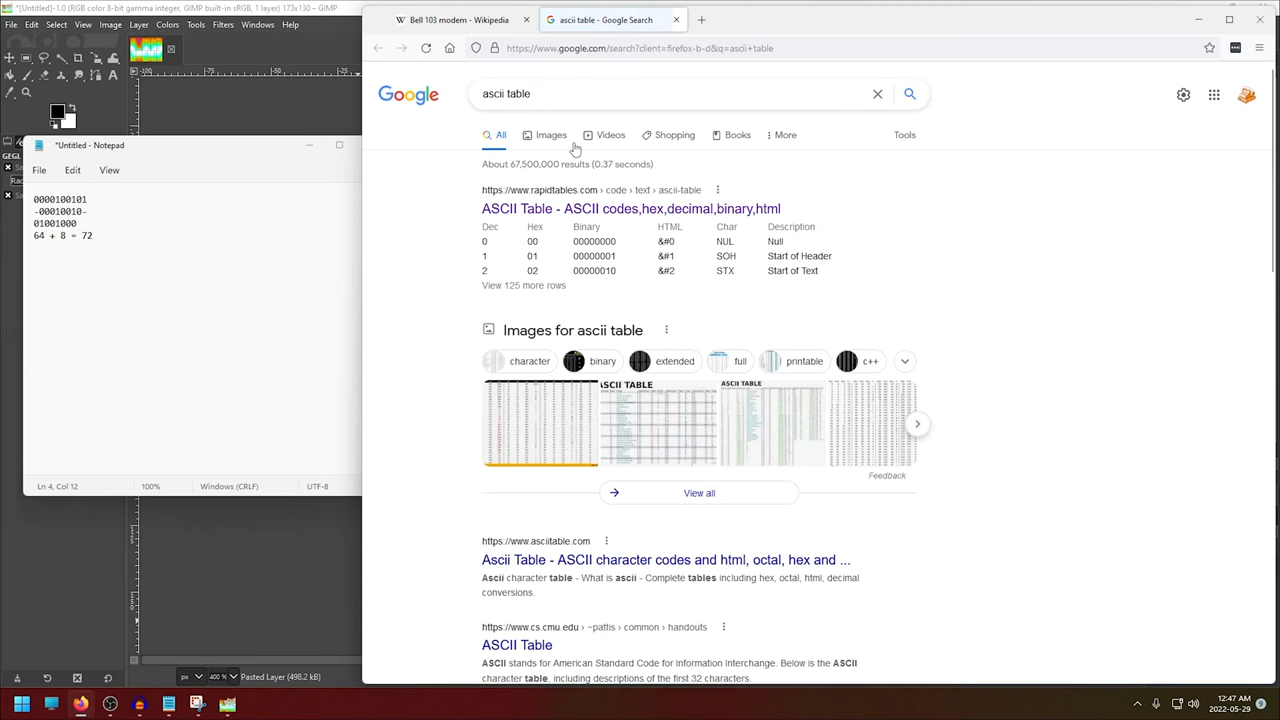 *[Untitled]-1.0 (RGB color 8-bit gamma integer, GIMP built-in sRGB, 1 layer) 173x130 – GIMP
File Edit Select View Image Layer Colors Tools Filters Windows Help
-100 -75 -50 -25
GEGL
*Untitled - Notepad
File Edit View
0000100101
-00010010-
01001000
64 + 8 = 72
Ln 4, Col 12 150% Windows (CRLF) UTF-8
150
px 400 % Pasted Layer (498.2 kB)
Bell 103 modem - Wikipedia
ascii table - Google Search
https://www.google.com/search?client=firefox-b-d&q=ascii+table
Google
ascii table
All Images Videos Shopping Books More Tools
About 67,500,000 results (0.37 seconds)
https://www.rapidtables.com › code › text › ascii-table
ASCII Table - ASCII codes,hex,decimal,binary,html
Dec Hex Binary HTML Char Description
0 00 00000000 &#0 NUL Null
1 01 00000001 &#1 SOH Start of Header
2 02 00000010 &#2 STX Start of Text
View 125 more rows
Images for ascii table
character binary extended full printable c++
ASCII TABLE
ASCII TABLE
Feedback
View all
https://www.asciitable.com
Ascii Table - ASCII character codes and html, octal, hex and ...
Ascii character table - What is ascii - Complete tables including hex, octal, html, decimal
conversions.
https://www.cs.cmu.edu › ~pattis › common › handouts
ASCII Table
ASCII stands for American Standard Code for Information Interchange. Below is the ASCII
character table, including descriptions of the first 32 characters.
12:47 AM
2022-05-29